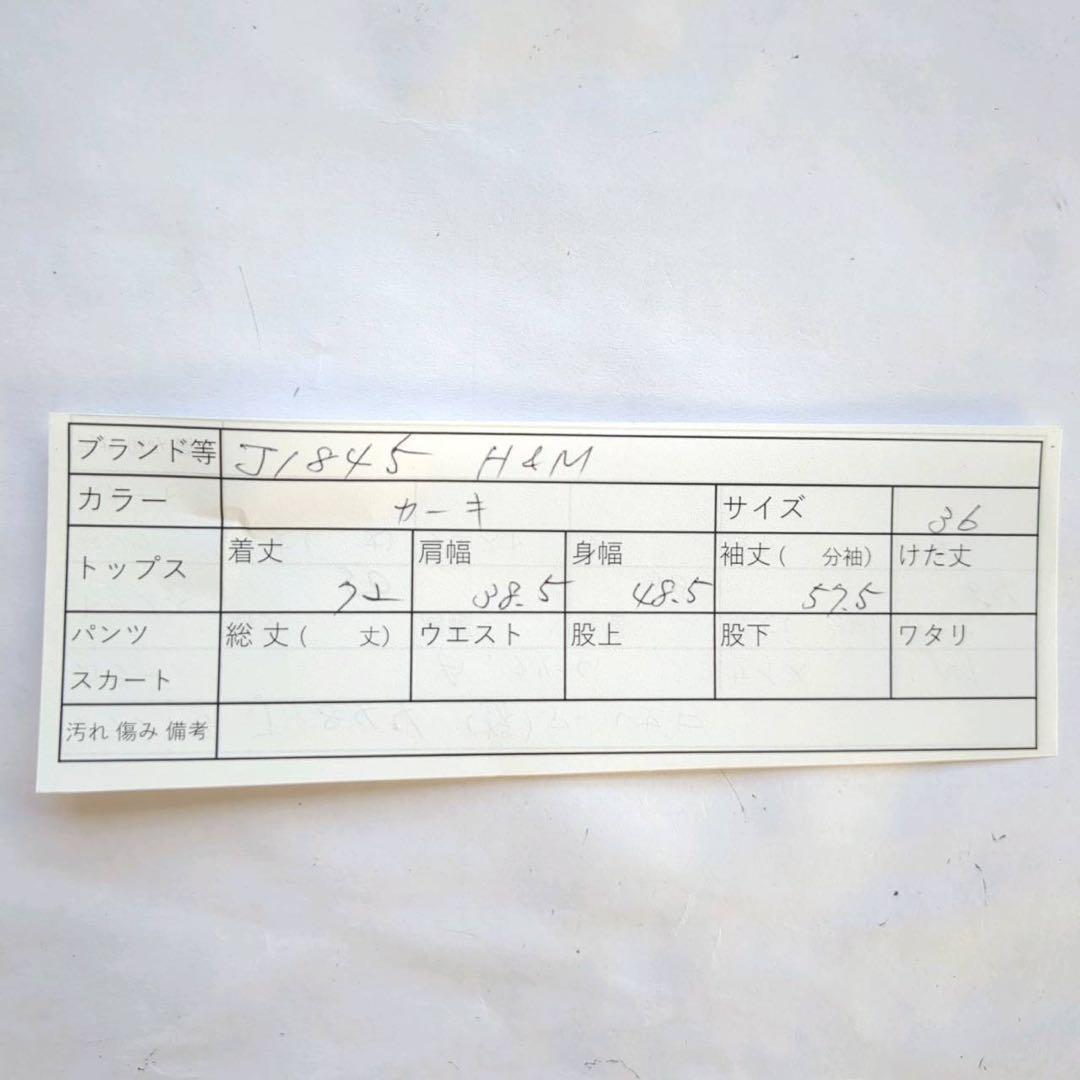 ブランド等 J1845 H&M
カラー カーキ サイズ 36
トップス 着丈 72 肩幅 38.5 身幅 48.5 袖丈( 分袖) 57.5 けた丈
パンツ スカート 総丈( 丈) ウエスト 股上 股下 ワタリ
汚れ 傷み 備考